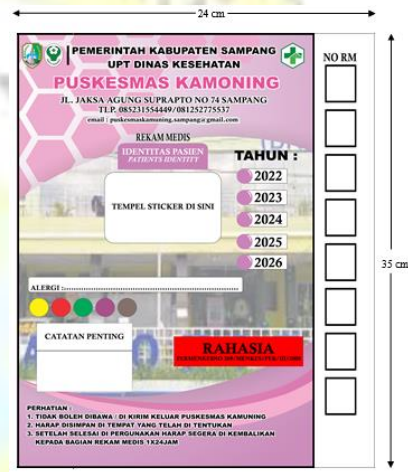 24 cm
PEMERINTAH KABUPATEN SAMPANG
UPT DINAS KESEHATAN
PUSKESMAS KAMONING
JL. JAKSA AGUNG SUPRAPTO NO 74 SAMPANG
TLP. 085231554449/081252775537
email : puskesmaskamuning.sampang@gmail.com
NO RM
REKAM MEDIS
IDENTITAS PASIEN
PATIENTS IDENTITY
TAHUN :
TEMPEL STICKER DI SINI
2022
2023
2024
2025
2026
35 cm
ALERGI :
CATATAN PENTING
RAHASIA
PERHATIAN :
1. TIDAK BOLEH DIBAWA : DI KIRIM KELUAR PUSKESMAS KAMUNING
2. HARAP DISIMPAN DI TEMPAT YANG TELAH DI TENTUKAN
3. SETELAH SELESAI DI PERGUNAKAN HARAP SEGERA DI KEMBALIKAN
KEPADA BAGIAN REKAM MEDIS 1X24JAM